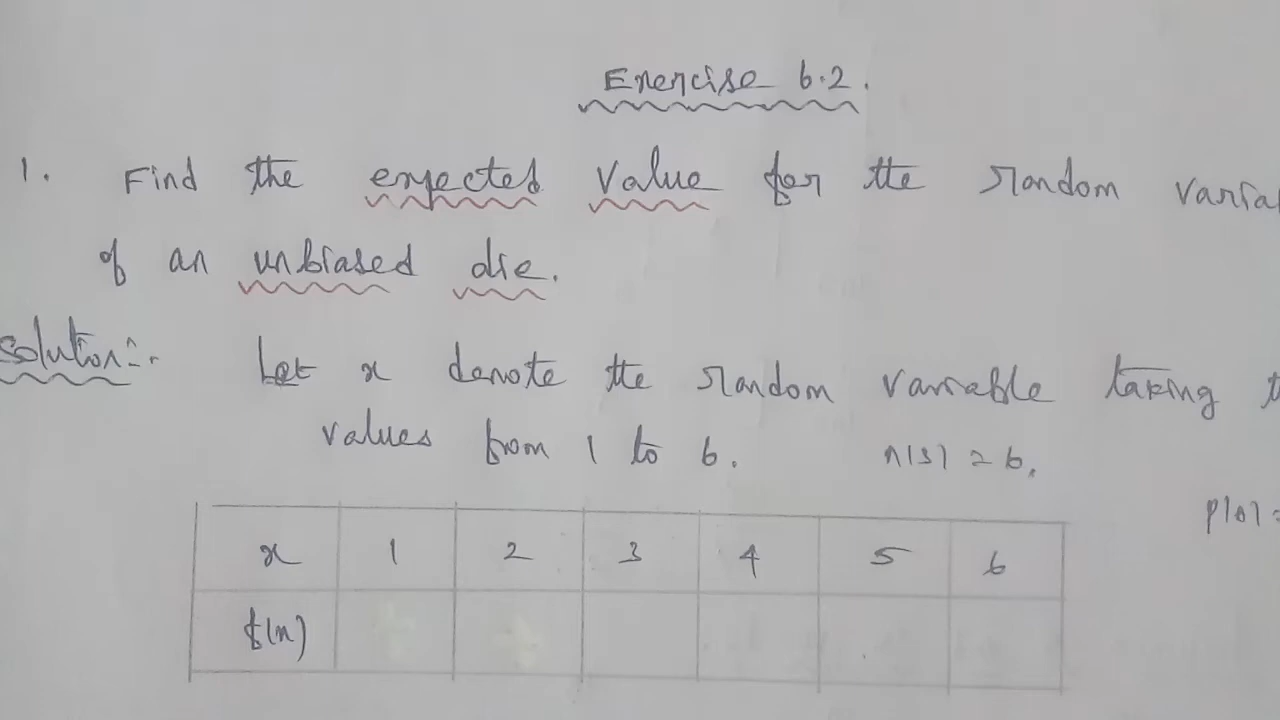 Exercise 6.2.
1. Find the expected value for the random varia
of an unbiased die.
Solution:-
Let x denote the random variable taking t
values from 1 to 6. n(s) = 6.
p(s) =
x 1 2 3 4 5 6
f(x)